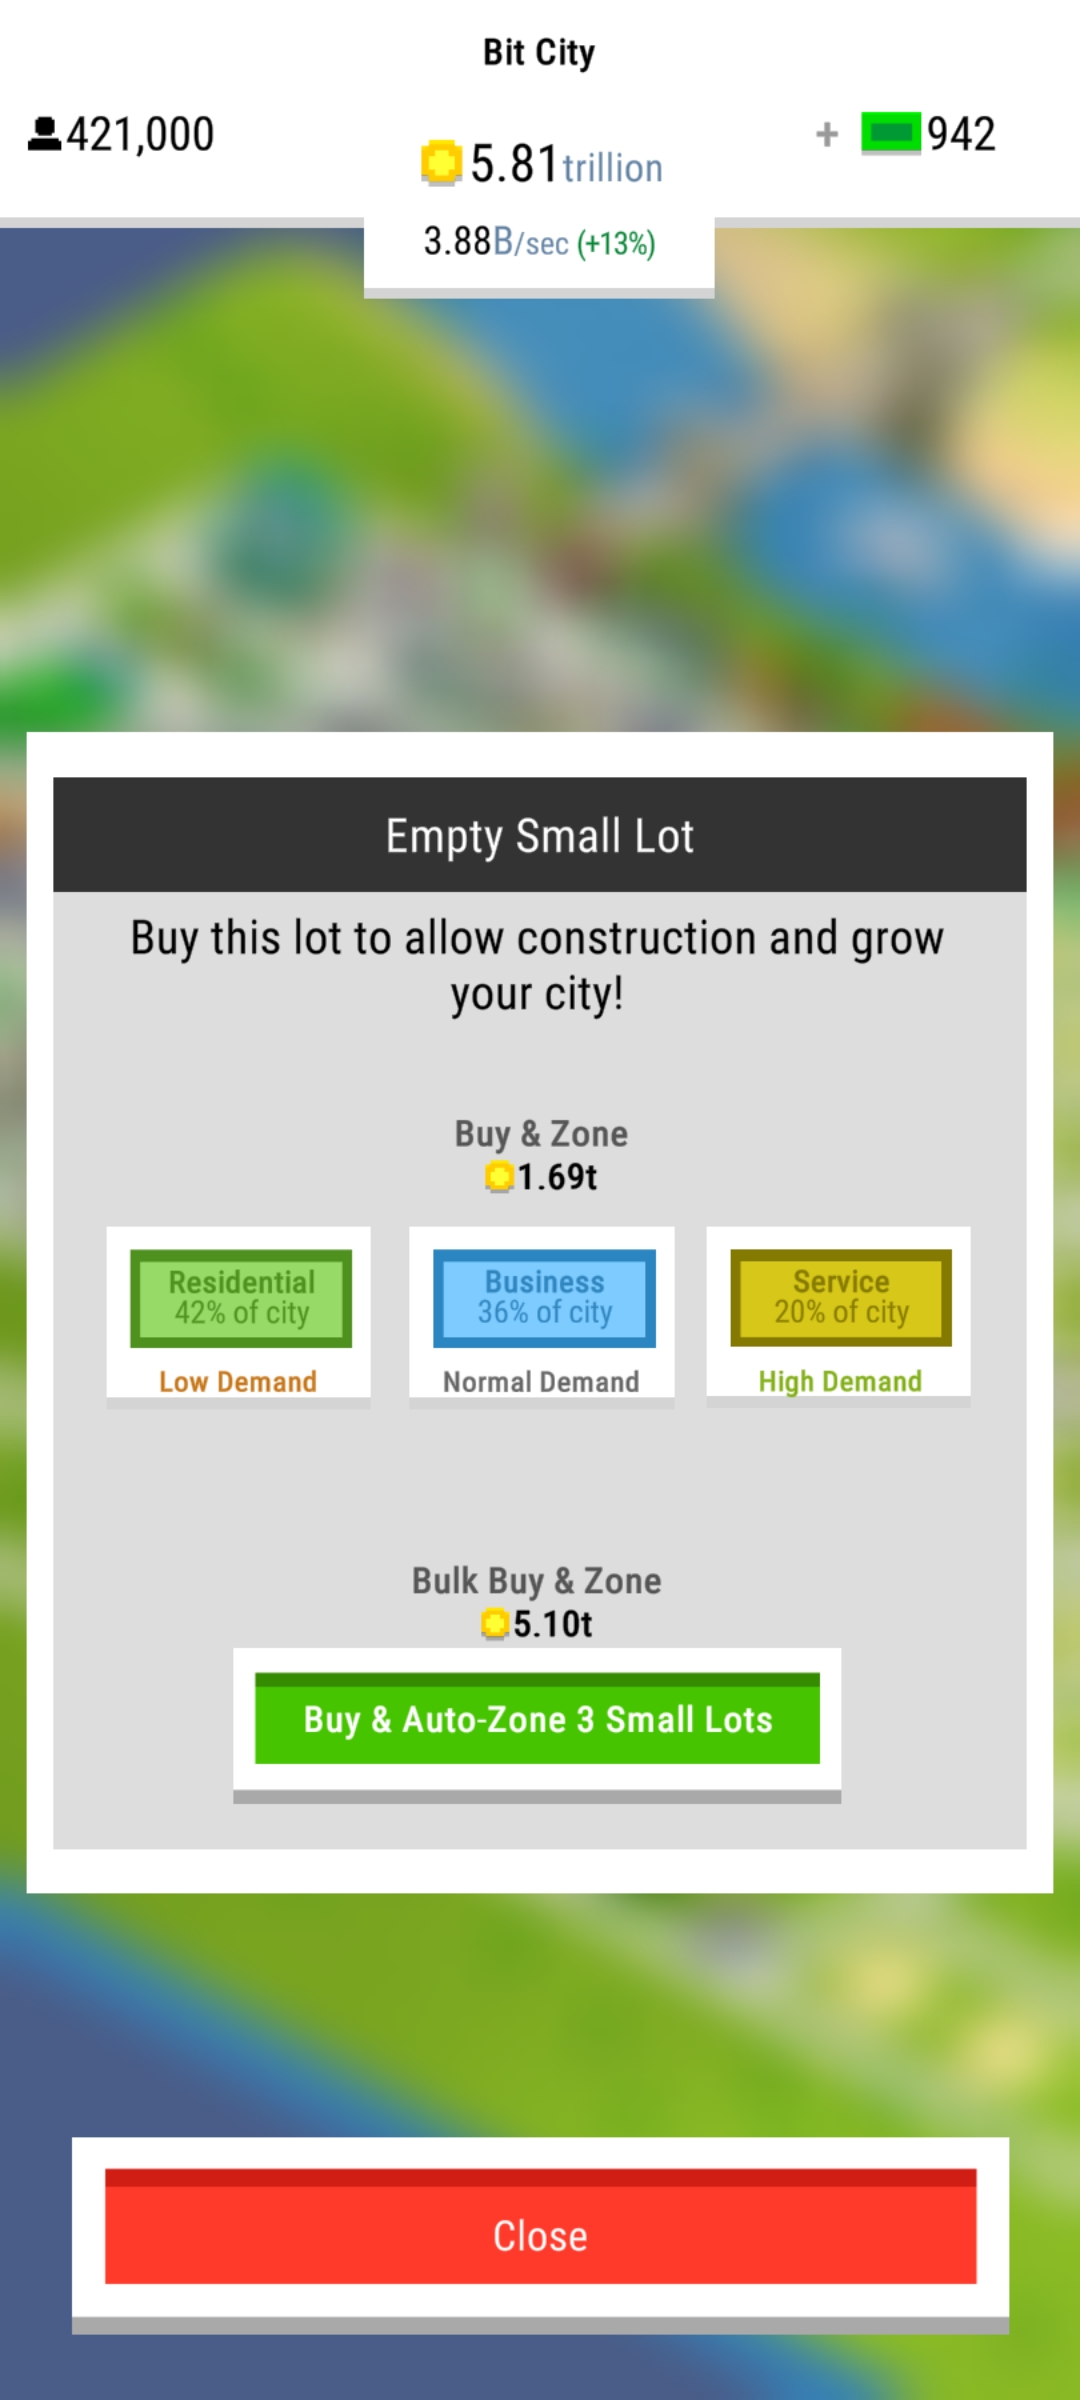 Bit City
421,000
5.81 trillion
+ 942
3.88B/sec (+13%)
Empty Small Lot
Buy this lot to allow construction and grow
your city!
Buy & Zone
1.69t
Residential
42% of city
Low Demand
Business
36% of city
Normal Demand
Service
20% of city
High Demand
Bulk Buy & Zone
5.10t
Buy & Auto-Zone 3 Small Lots
Close